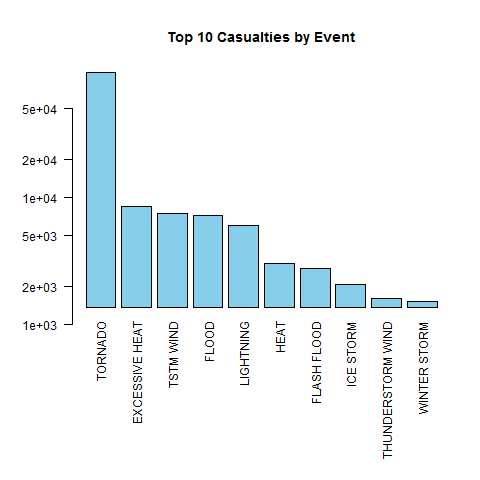 Top 10 Casualties by Event
5e+04
2e+04
1e+04
5e+03
2e+03
1e+03
TORNADO
EXCESSIVE HEAT
TSTM WIND
FLOOD
LIGHTNING
HEAT
FLASH FLOOD
ICE STORM
THUNDERSTORM WIND
WINTER STORM